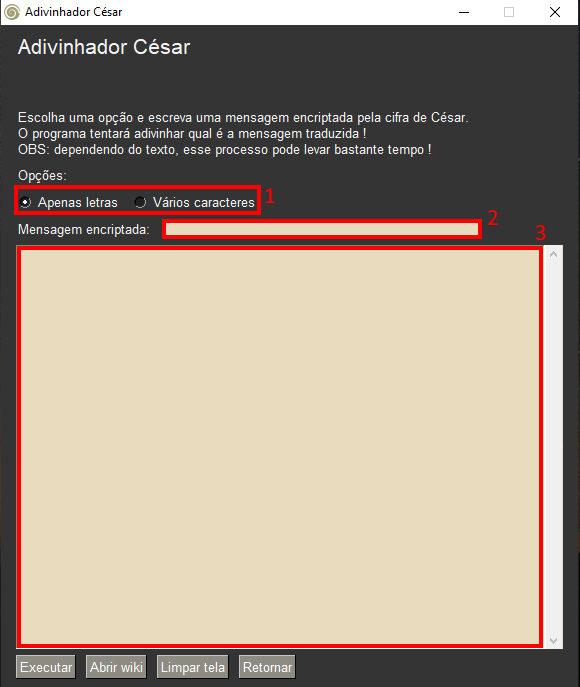 Adivinhador César
Adivinhador César
Escolha uma opção e escreva uma mensagem encriptada pela cifra de César.
O programa tentará adivinhar qual é a mensagem traduzida !
OBS: dependendo do texto, esse processo pode levar bastante tempo !
Opções:
Apenas letras Vários caracteres 1
Mensagem encriptada: 2
3
Executar Abrir wiki Limpar tela Retornar